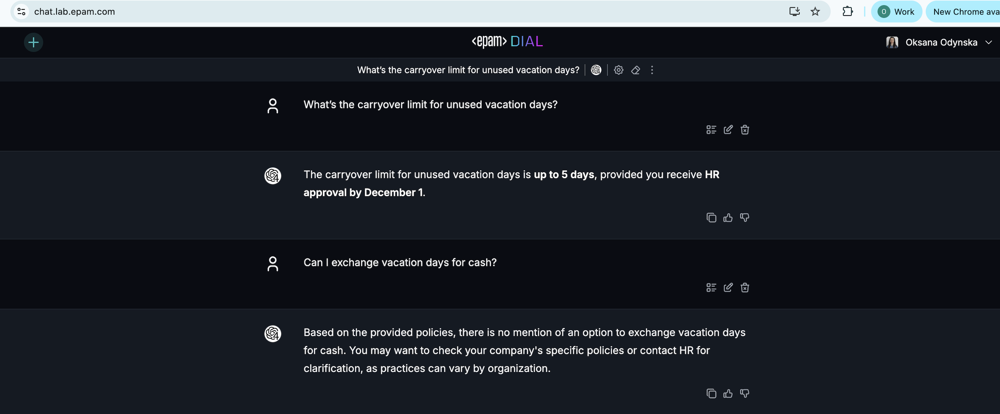 chat.lab.epam.com
O Work
New Chrome ava
<epam> DIAL
Oksana Odynska
What’s the carryover limit for unused vacation days?
What’s the carryover limit for unused vacation days?
The carryover limit for unused vacation days is up to 5 days, provided you receive HR
approval by December 1.
Can I exchange vacation days for cash?
Based on the provided policies, there is no mention of an option to exchange vacation days
for cash. You may want to check your company's specific policies or contact HR for
clarification, as practices can vary by organization.